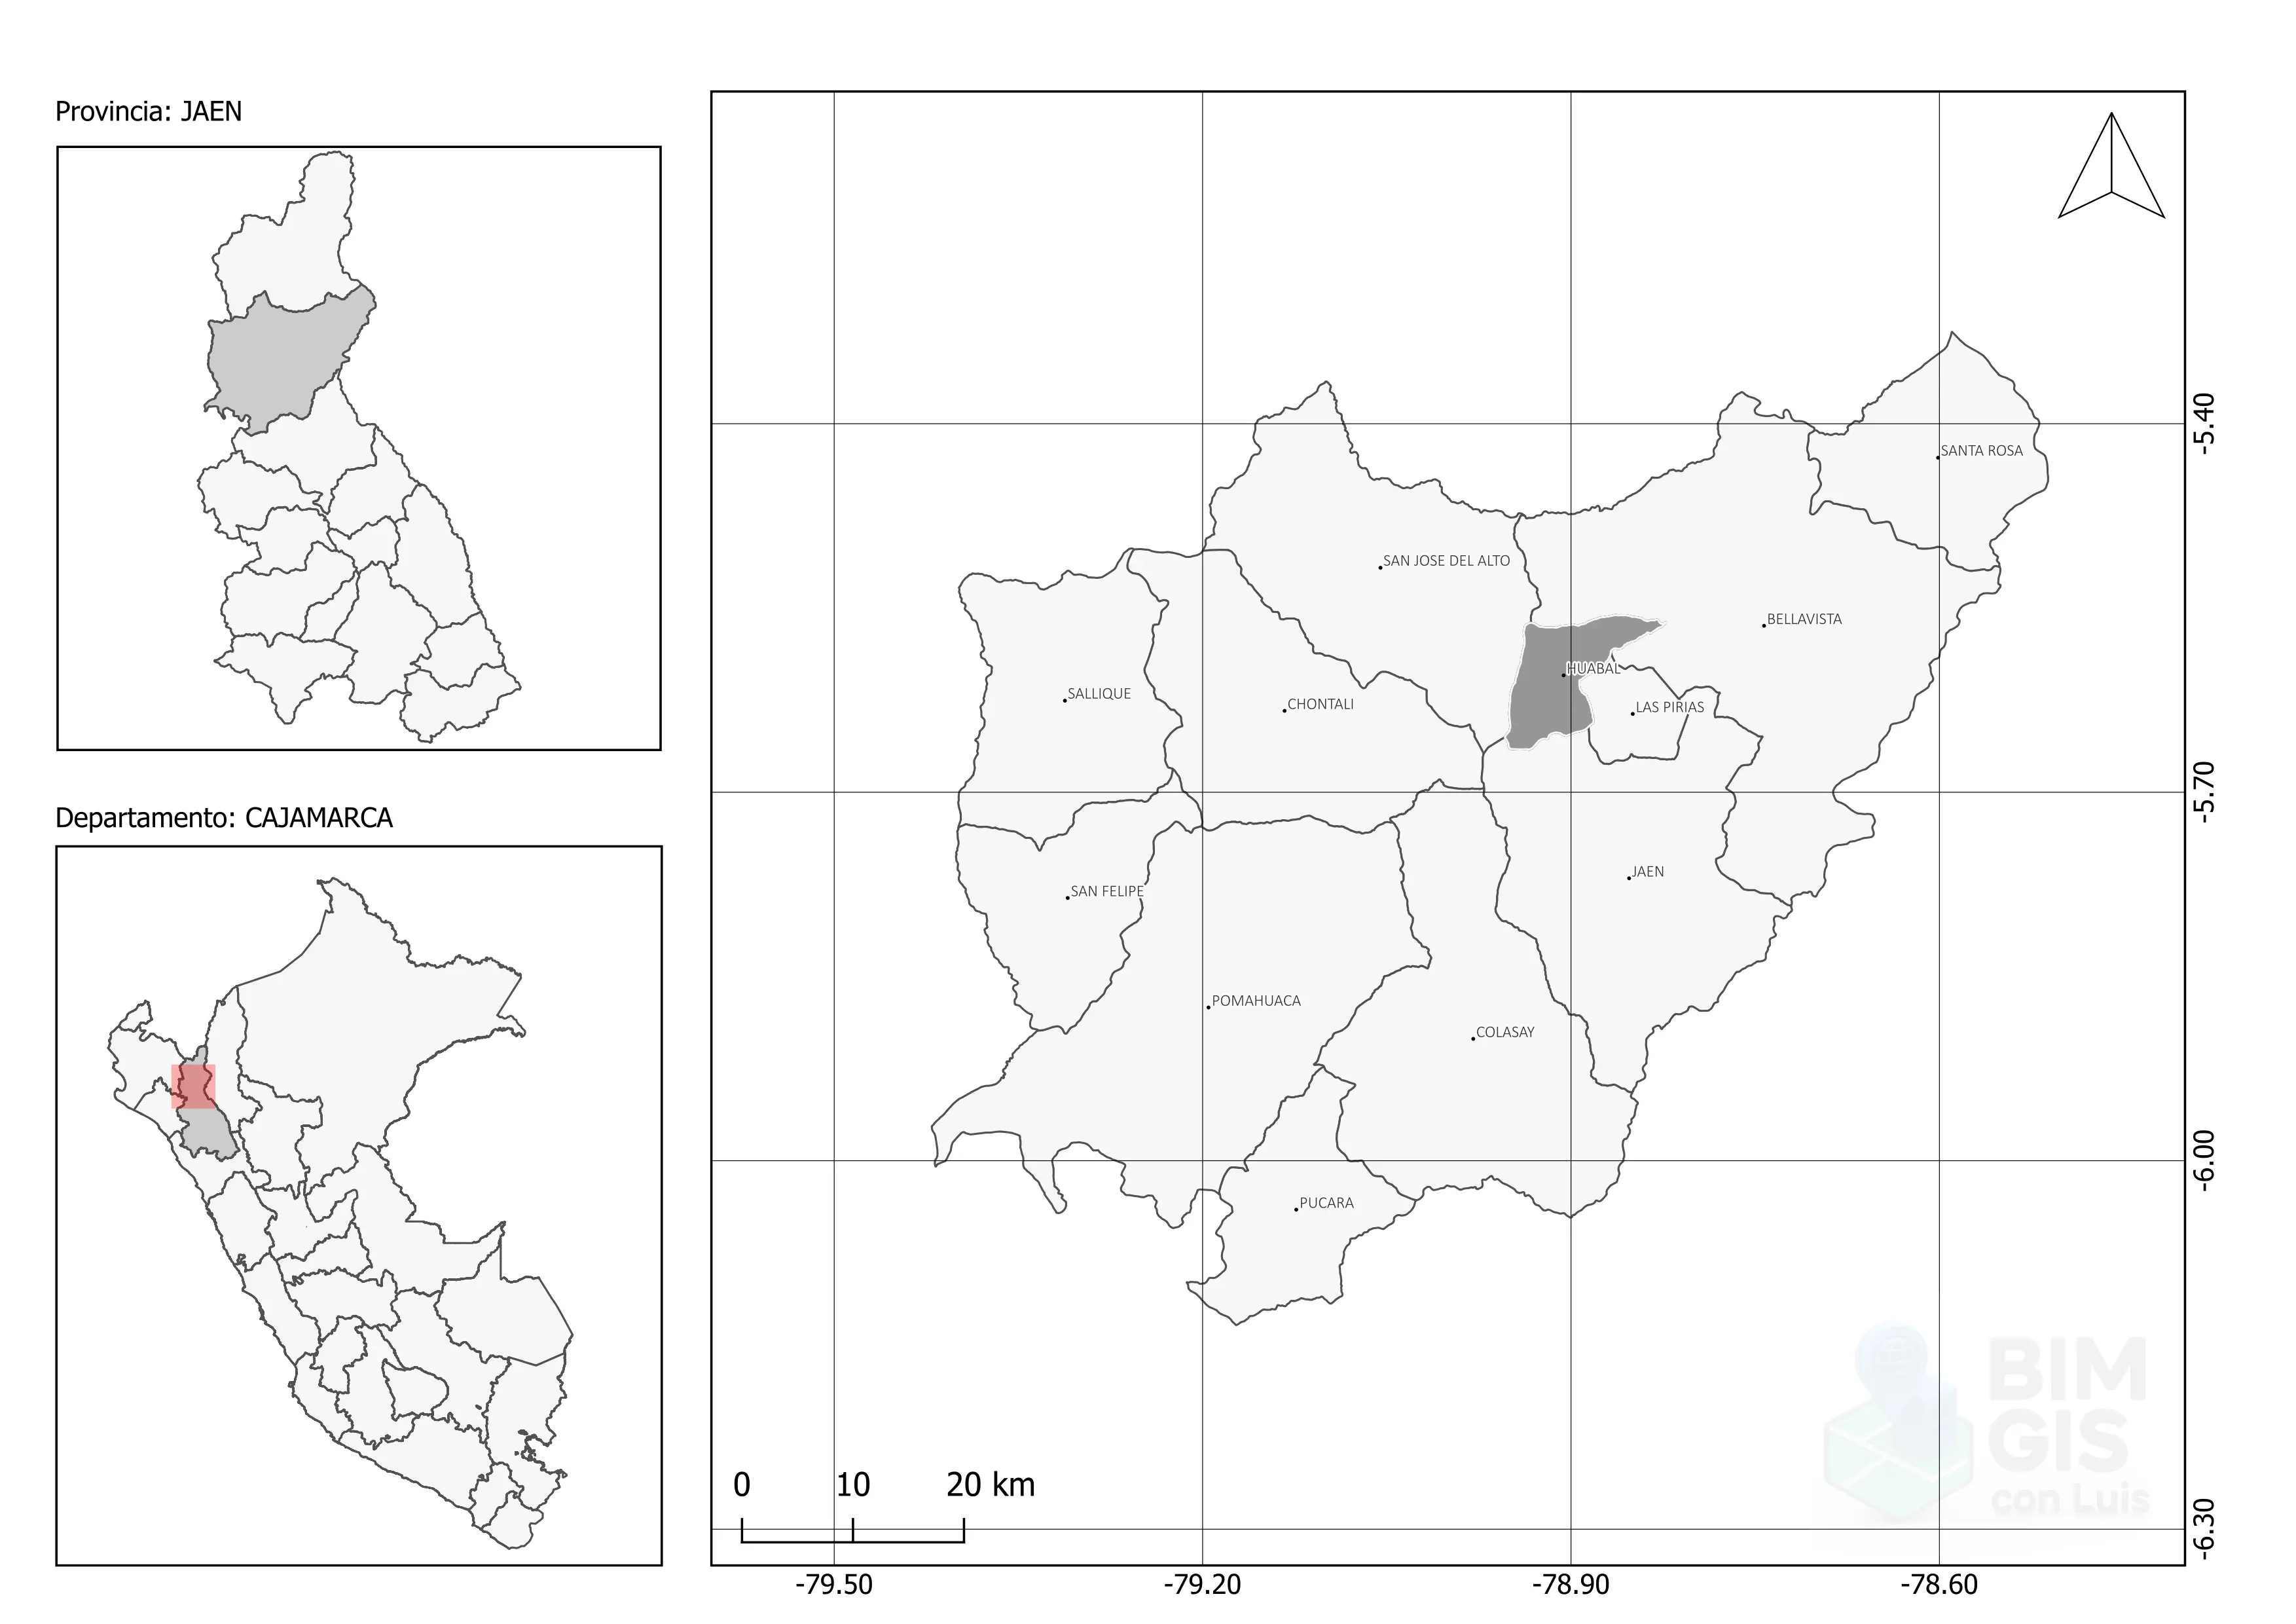 Provincia: JAEN
Departamento: CAJAMARCA
SANTA ROSA
SAN JOSE DEL ALTO
BELLAVISTA
HUABAL
SALLIQUE
CHONTALI
LAS PIRIAS
JAEN
SAN FELIPE
POMAHUACA
COLASAY
PUCARA
-5.40
-5.70
-6.00
-6.30
BIM
GIS
con Luis
0 10 20 km
-79.50 -79.20 -78.90 -78.60